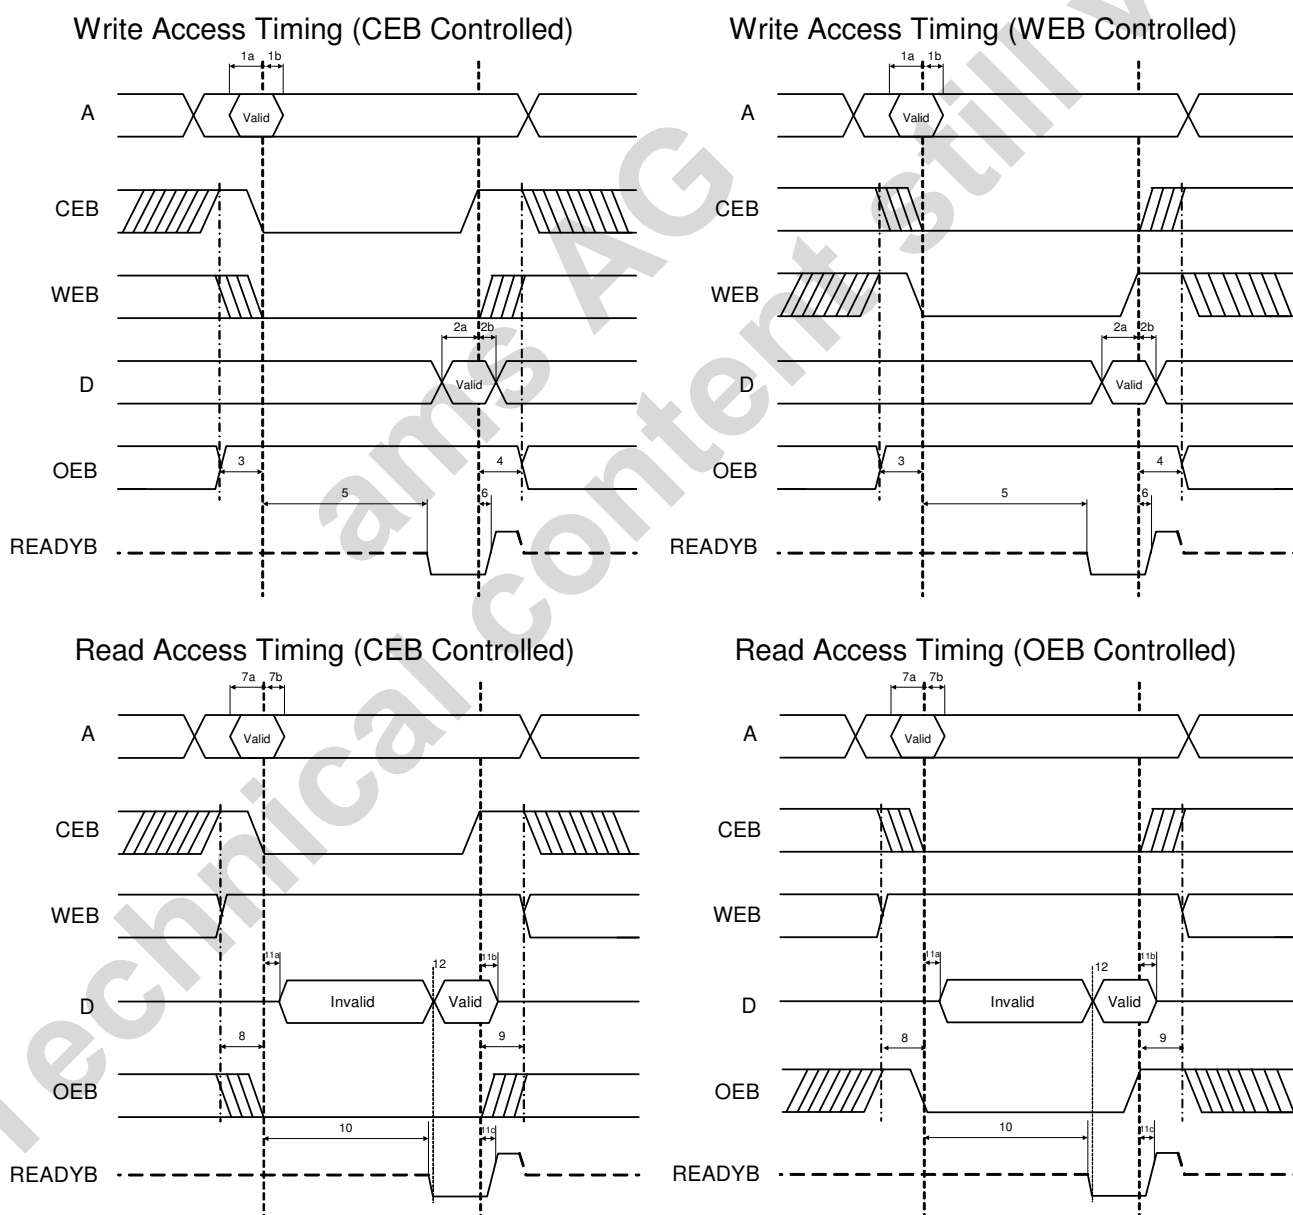 Write Access Timing (CEB Controlled)
1a 1b
A
Valid
CEB
WEB
2a 2b
D
Valid
OEB
3
4
5
6
READYB
Write Access Timing (WEB Controlled)
1a 1b
A
Valid
CEB
WEB
2a 2b
D
Valid
OEB
3
4
5
6
READYB
Read Access Timing (CEB Controlled)
7a 7b
A
Valid
CEB
WEB
11a
12
11b
D
Invalid
Valid
8
9
OEB
10
11c
READYB
Read Access Timing (OEB Controlled)
7a 7b
A
Valid
CEB
WEB
11a
12
11b
D
Invalid
Valid
8
9
OEB
10
11c
READYB
ams AG
Technical content still v